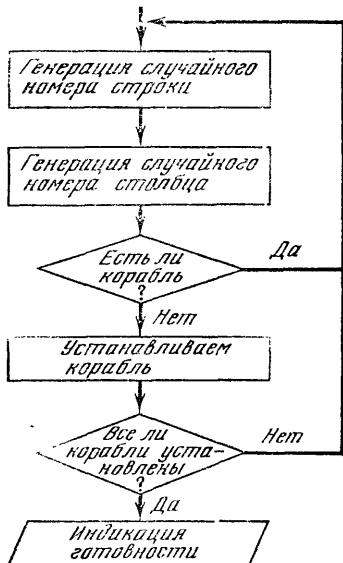 Генерация случайного
номера строки
Генерация случайного
номера столбца
Есть ли
корабль
?
Да
Нет
Устанавливаем
корабль
Все ли
корабли уста-
новлены
?
Нет
Да
Индикация
готовности